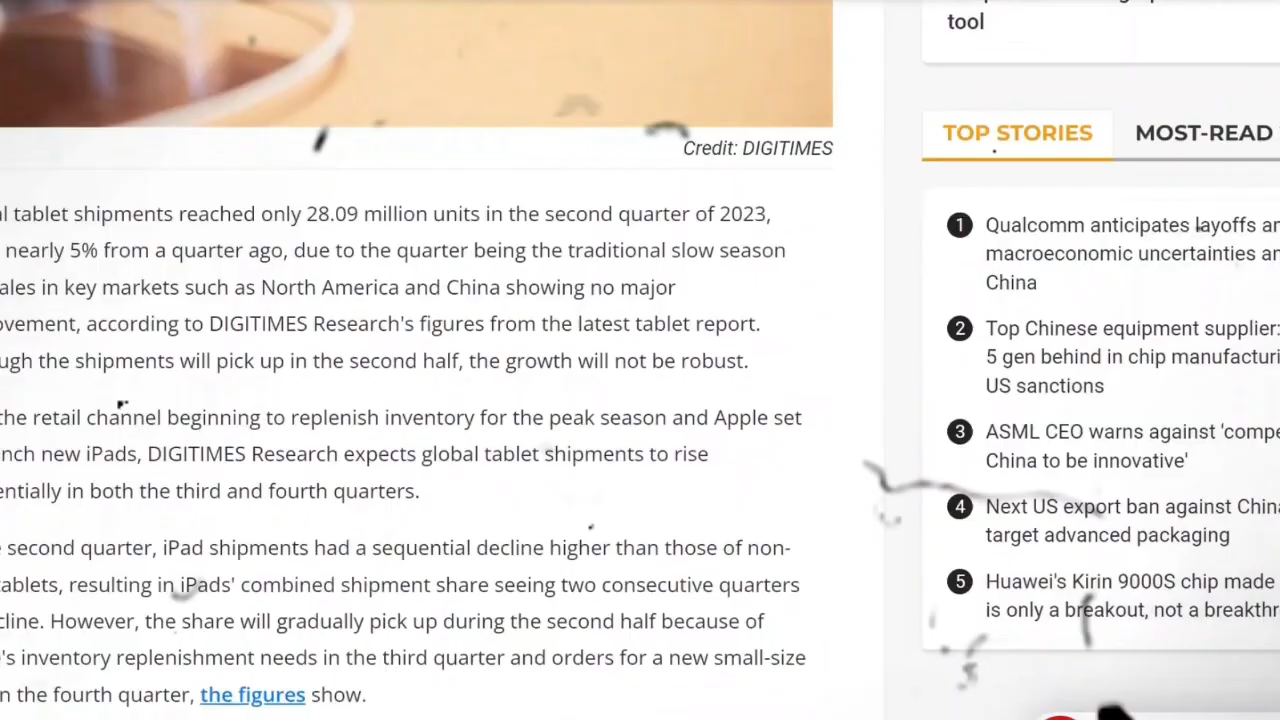 tool
Credit: DIGITIMES
TOP STORIES
MOST-READ
tablet shipments reached only 28.09 million units in the second quarter of 2023,
nearly 5% from a quarter ago, due to the quarter being the traditional slow season
ales in key markets such as North America and China showing no major
ovement, according to DIGITIMES Research's figures from the latest tablet report.
ugh the shipments will pick up in the second half, the growth will not be robust.
the retail channel beginning to replenish inventory for the peak season and Apple set
nch new iPads, DIGITIMES Research expects global tablet shipments to rise
entially in both the third and fourth quarters.
second quarter, iPad shipments had a sequential decline higher than those of non-
tablets, resulting in iPads' combined shipment share seeing two consecutive quarters
cline. However, the share will gradually pick up during the second half because of
's inventory replenishment needs in the third quarter and orders for a new small-size
n the fourth quarter, the figures show.
1 Qualcomm anticipates layoffs
macroeconomic uncertainties
China
2 Top Chinese equipment supplier:
5 gen behind in chip
US sanctions
3 ASML CEO warns against
China to be innovative'
4 Next US export ban against
target advanced packaging
5 Huawei's Kirin 9000S chip made
is only a breakout, not a